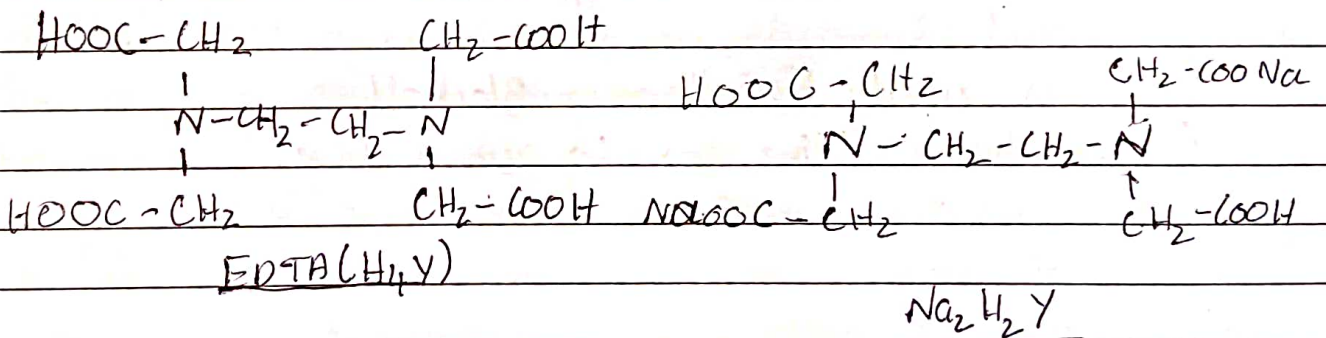 HOOC-CH2 CH2-COOH
N-CH2-CH2-N
HOOC-CH2 CH2-COOH
EDTA(H4Y)
HOOC-CH2 CH2-COONa
N-CH2-CH2-N
NaOOC-CH2 CH2-COOH
Na2H2Y